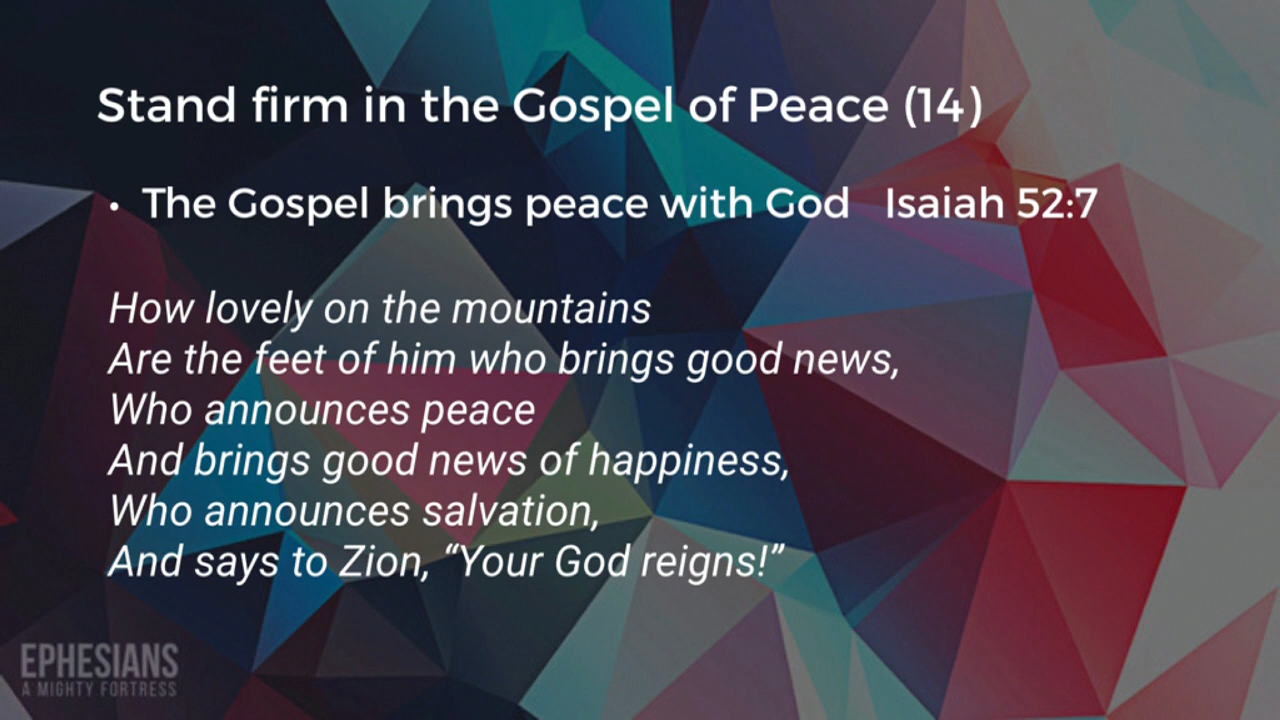 Stand firm in the Gospel of Peace (14)
• The Gospel brings peace with God Isaiah 52:7
How lovely on the mountains
Are the feet of him who brings good news,
Who announces peace
And brings good news of happiness,
Who announces salvation,
And says to Zion, “Your God reigns!”
EPHESIANS
A MIGHTY FORTRESS